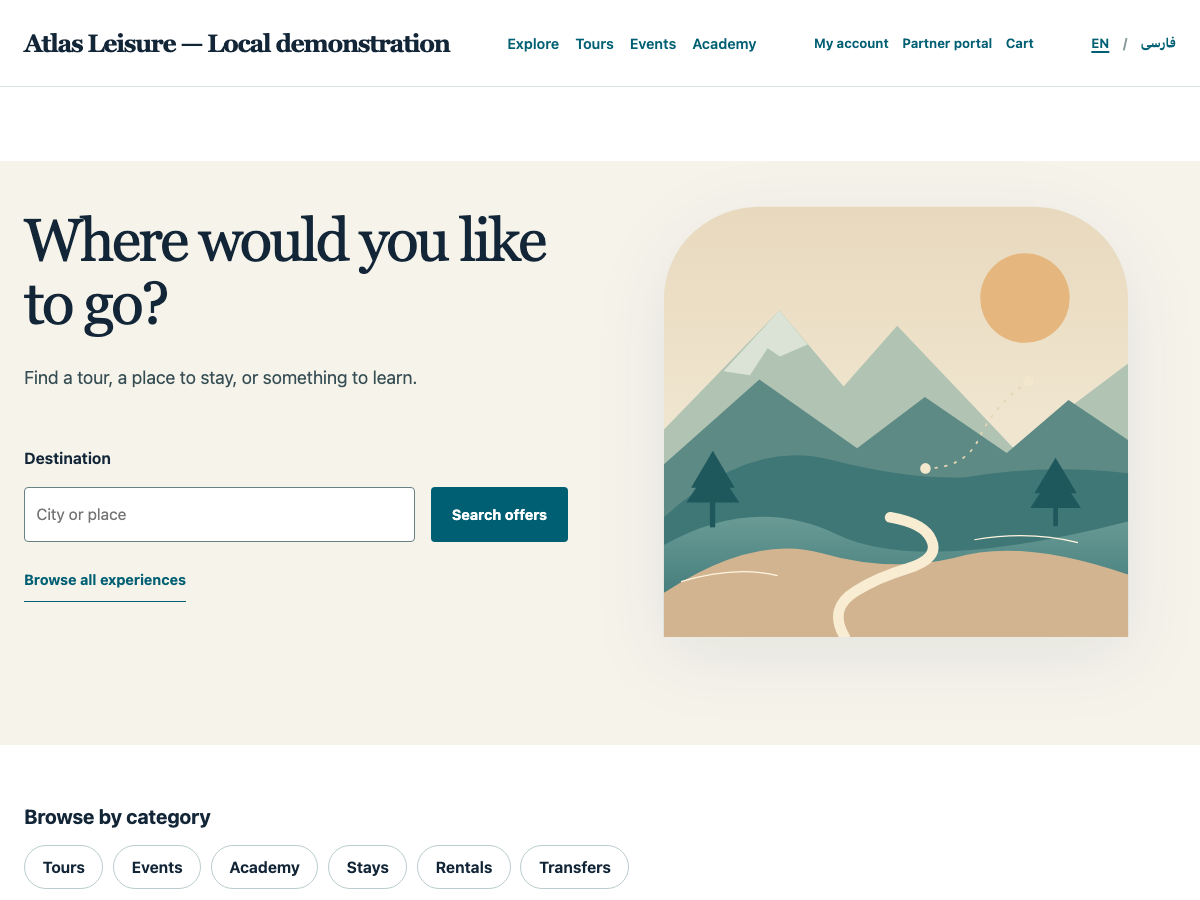 Atlas Leisure — Local demonstration
Explore Tours Events Academy
My account Partner portal Cart
EN / فارسی
Where would you like
to go?
Find a tour, a place to stay, or something to learn.
Destination
City or place
Search offers
Browse all experiences
Browse by category
Tours Events Academy Stays Rentals Transfers